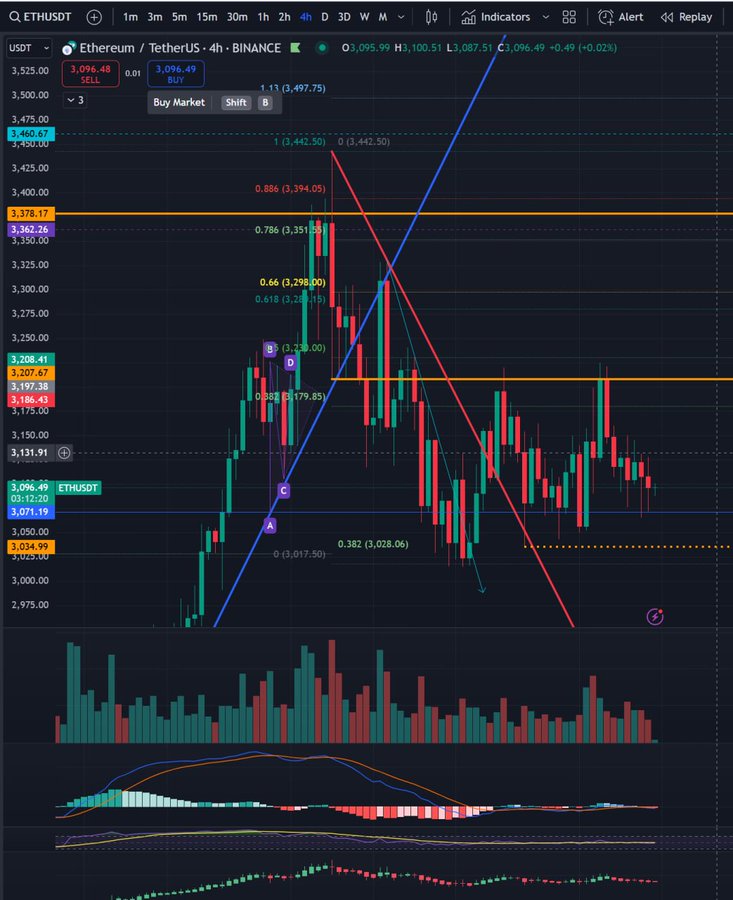 ETHUSDT 1m 3m 5m 15m 30m 1h 2h 4h D 3D W M Indicators Alert Replay
USDT Ethereum / TetherUS · 4h · BINANCE O3,095.99 H3,100.51 L3,087.51 C3,096.49 +0.49 (+0.02%)
3,525.00
3,096.48 SELL 0.01 3,096.49 BUY
1.13 (3,497.75)
3,500.00
3 Buy Market Shift B
3,475.00
3,460.67
3,450.00 1 (3,442.50) 0 (3,442.50)
3,425.00
3,400.00 0.886 (3,394.05)
3,378.17
3,362.26 0.786 (3,351.55)
3,350.00
3,325.00
3,300.00 0.66 (3,298.00)
0.618 (3,280.15)
3,275.00
3,250.00
3,225.00 B 0.5 (3,230.00)
3,208.41 D
3,207.67
3,197.38
3,186.43 0.382 (3,179.85)
3,175.00
3,150.00
3,131.91
3,096.49 ETHUSDT C
03:12:20
3,071.19
A
3,050.00
3,034.99 0.382 (3,028.06)
3,025.00 0 (3,017.50)
3,000.00
2,975.00